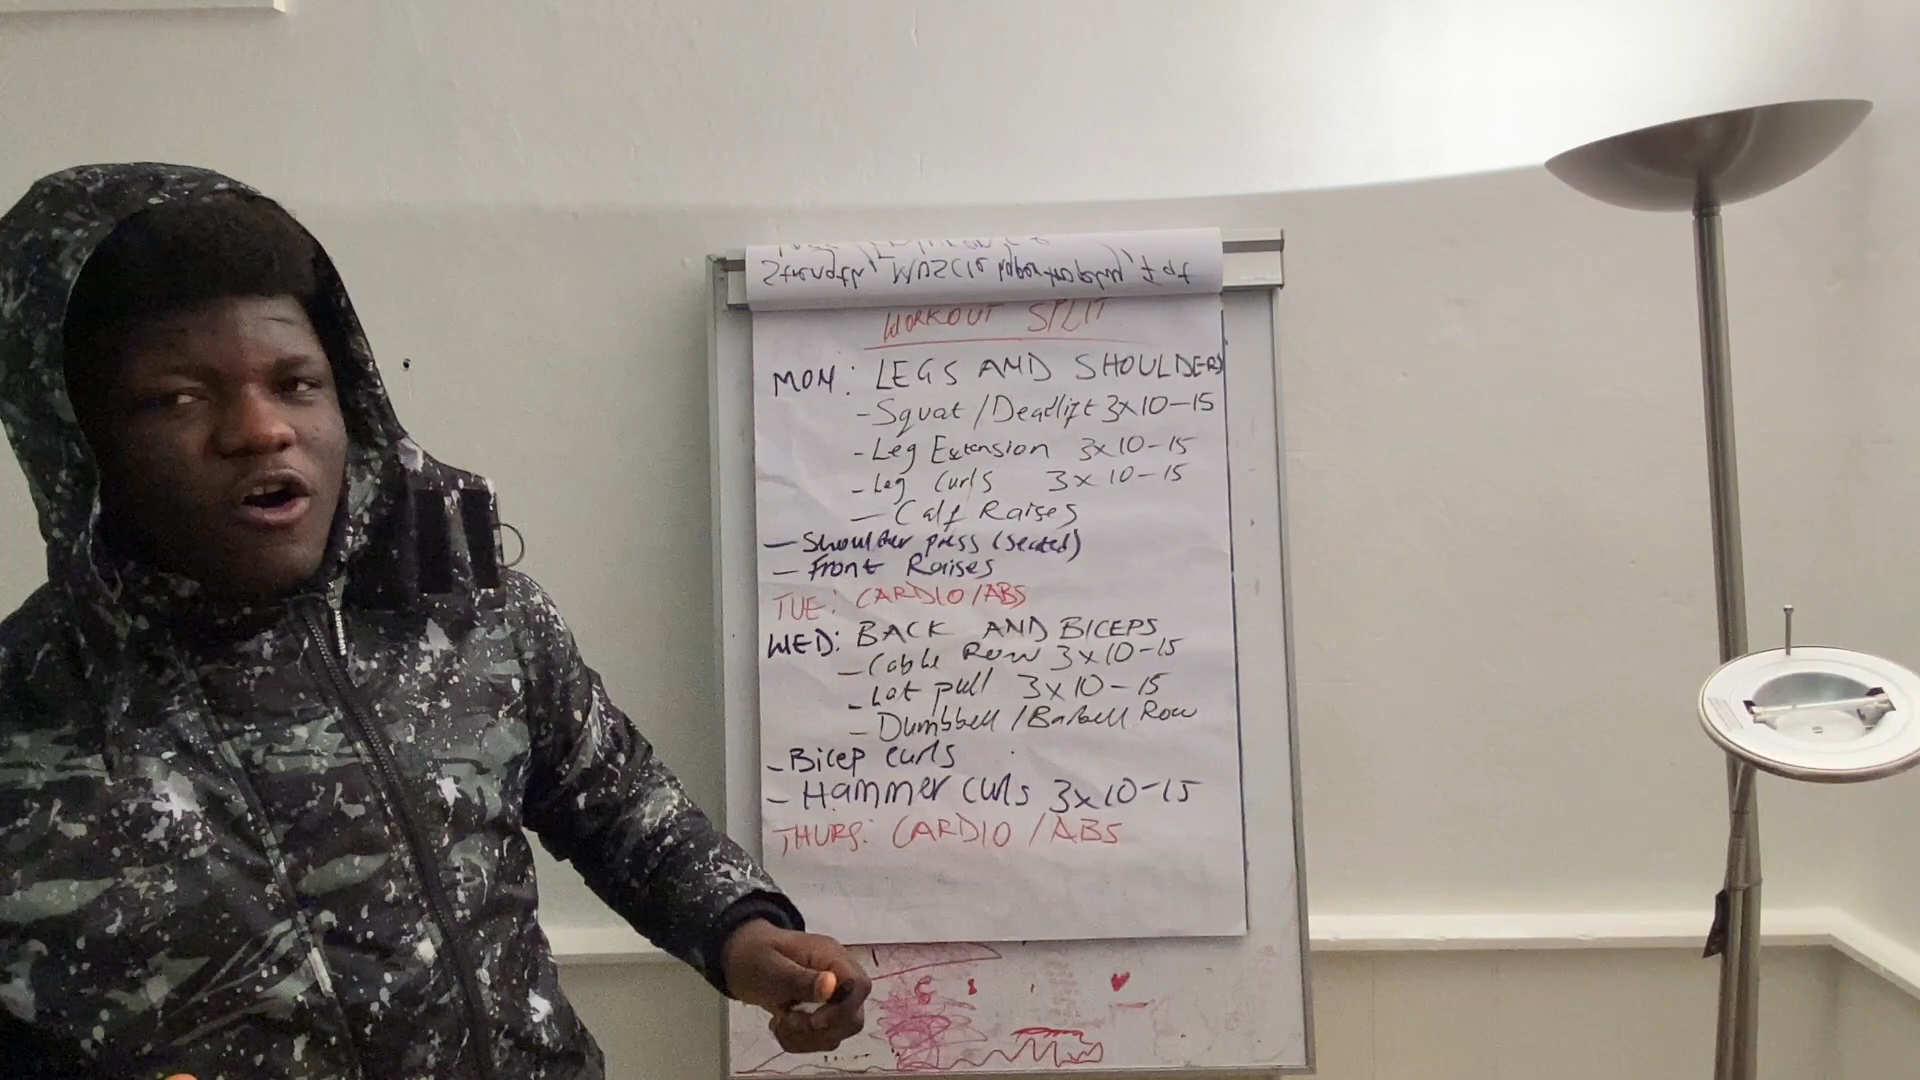 WORKOUT SPLIT
MON: LEGS AND SHOULDERS
- Squat/Deadlift 3x10-15
- Leg Extension 3x10-15
- Leg Curls 3x10-15
- Calf Raises
- Shoulder press (seated)
- Front Raises
TUE: CARDIO/ABS
WED: BACK AND BICEPS
- Cable Row 3x10-15
- Lat pull 3x10-15
- Dumbbell/Barbell Row
- Bicep curls
- Hammer curls 3x10-15
THURS: CARDIO/ABS